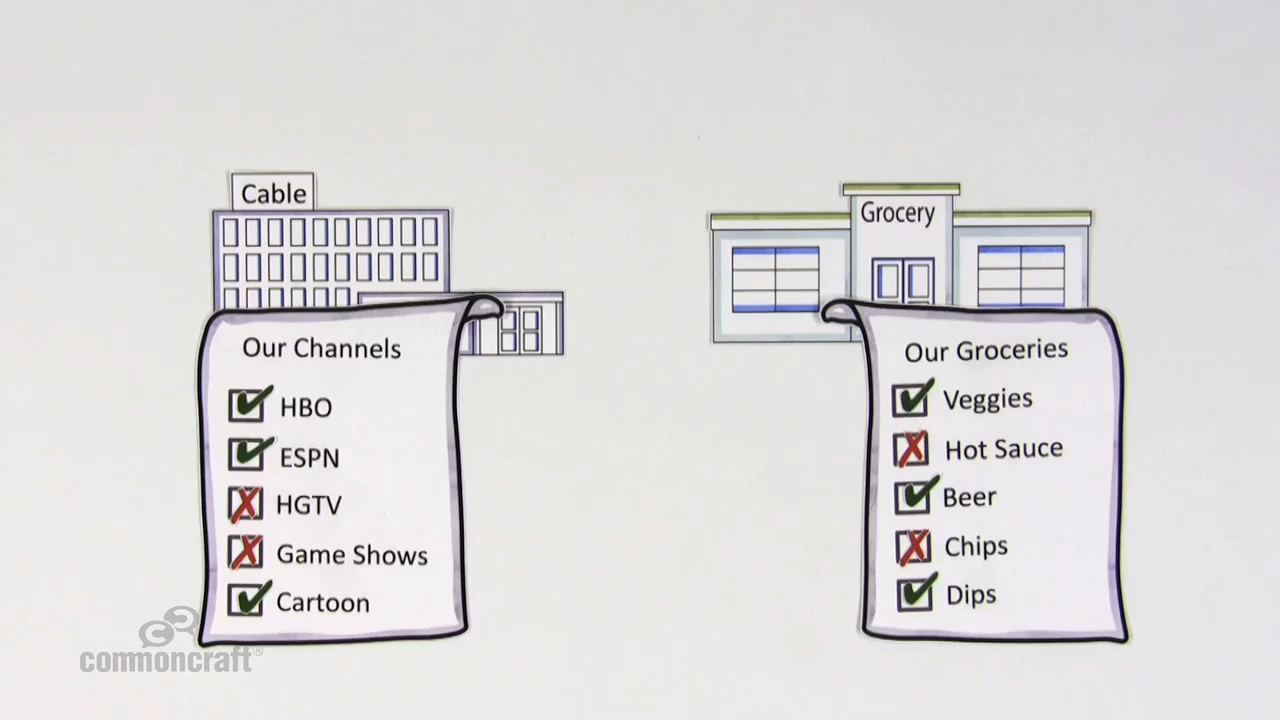 Cable
Our Channels
HBO
ESPN
HGTV
Game Shows
Cartoon
Grocery
Our Groceries
Veggies
Hot Sauce
Beer
Chips
Dips
commoncraft®